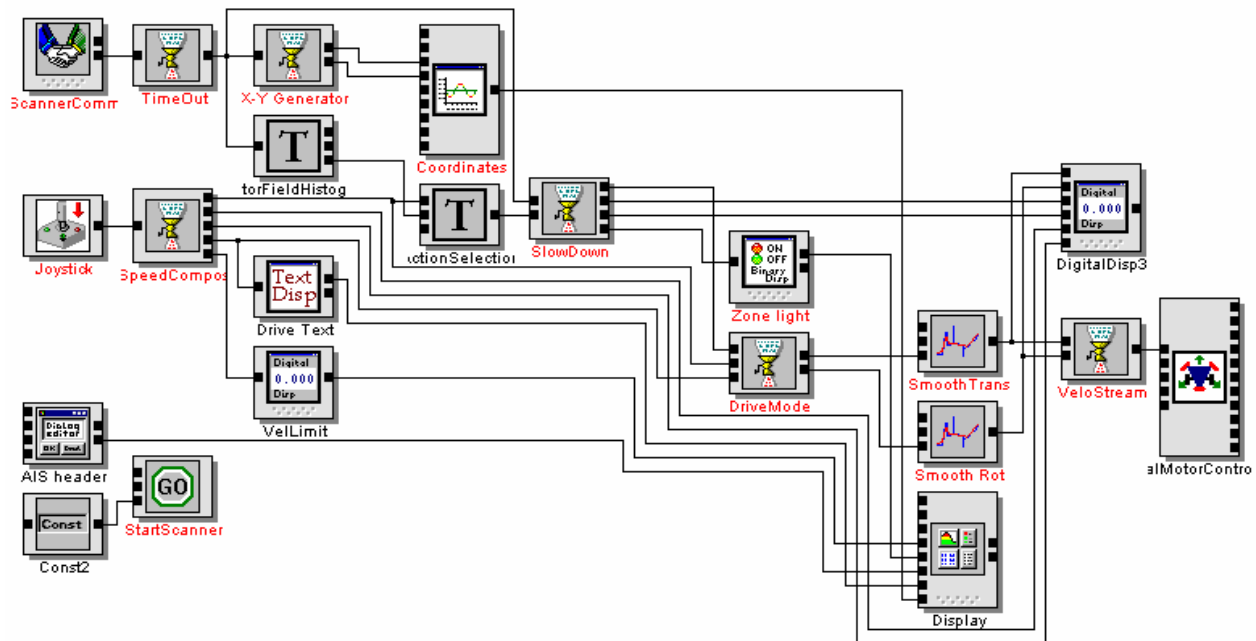 ScannerComm
TimeOut
X-Y Generator
Coordinates
T
torFieldHistog
Joystick
SpeedCompos
T
ctionSelection
SlowDown
Digital
0.000
Disp
DigitalDisp3
Text
Disp
Drive Text
ON
OFF
Binary
Disp
Zone light
Digital
0.000
Disp
VelLimit
DriveMode
SmoothTrans
VeloStream
Smooth Rot
alMotorContro
Dialog
editor
OK
AIS header
GO
StartScanner
Const
Const2
Display